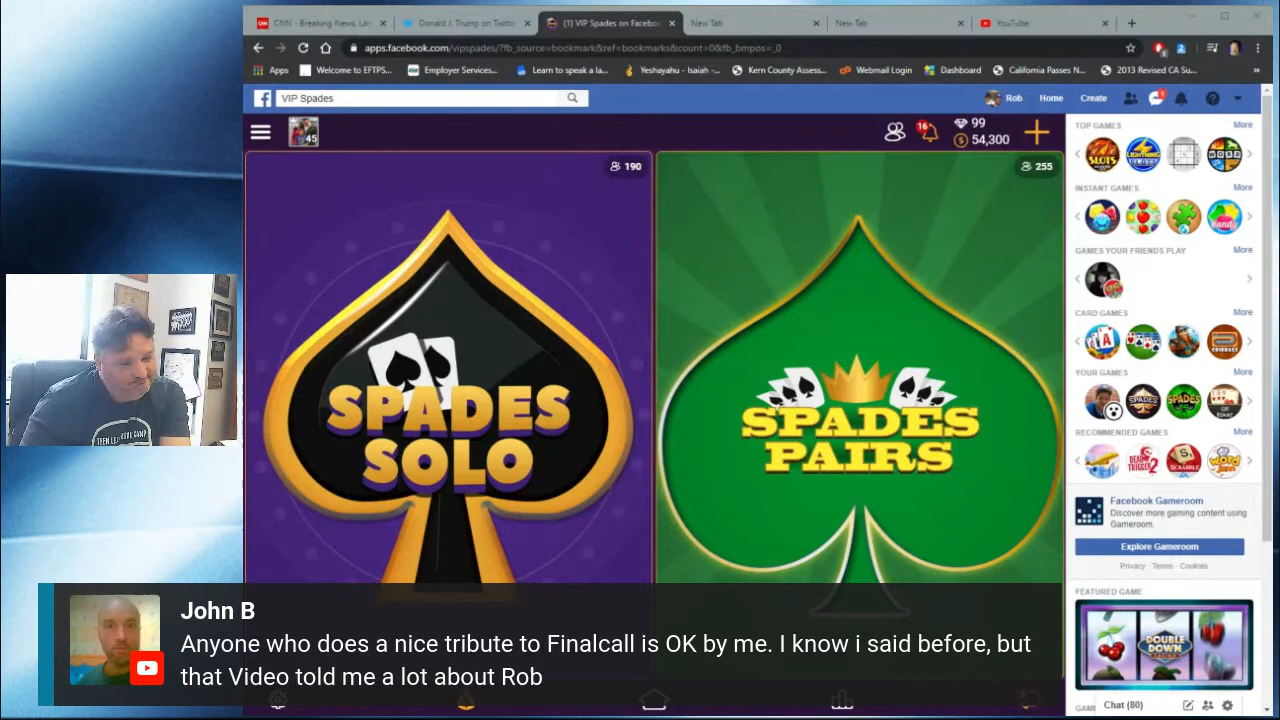 CNN - Breaking News, Lat
Donald J. Trump on Twitte
(1) VIP Spades on Faceboo
New Tab
New Tab
YouTube
apps.facebook.com/vipspades/?fb_source=bookmark&ref=bookmarks&count=0&fb_bmpos=_0
Apps
Welcome to EFTPS...
Employer Services...
Learn to speak a la...
Yeshayahu - Isaiah -...
Kern County Assess...
Webmail Login
Dashboard
California Passes N...
2013 Revised CA Su...
VIP Spades
Rob
Home
Create
45
16
99
54,300
190
255
SPADES
SOLO
SPADES
PAIRS
TOP GAMES
More
INSTANT GAMES
More
GAMES YOUR FRIENDS PLAY
More
CARD GAMES
More
YOUR GAMES
More
RECOMMENDED GAMES
More
Facebook Gameroom
Discover more gaming content using
Gameroom.
Explore Gameroom
Privacy · Terms · Cookies
FEATURED GAME
DOUBLE
DOWN
Chat (80)
John B
Anyone who does a nice tribute to Finalcall is OK by me. I know i said before, but
that Video told me a lot about Rob